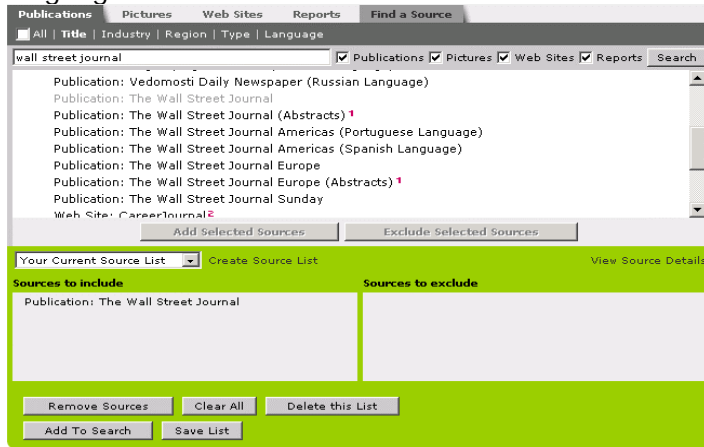 Publications Pictures Web Sites Reports Find a Source
All | Title | Industry | Region | Type | Language
wall street journal Publications Pictures Web Sites Reports Search
Publication: Vedomosti Daily Newspaper (Russian Language)
Publication: The Wall Street Journal
Publication: The Wall Street Journal (Abstracts) 1
Publication: The Wall Street Journal Americas (Portuguese Language)
Publication: The Wall Street Journal Americas (Spanish Language)
Publication: The Wall Street Journal Europe
Publication: The Wall Street Journal Europe (Abstracts) 1
Publication: The Wall Street Journal Sunday
Web Site: CareerJournal 2
Add Selected Sources Exclude Selected Sources
Your Current Source List Create Source List View Source Details
Sources to include Sources to exclude
Publication: The Wall Street Journal
Remove Sources Clear All Delete this List
Add To Search Save List